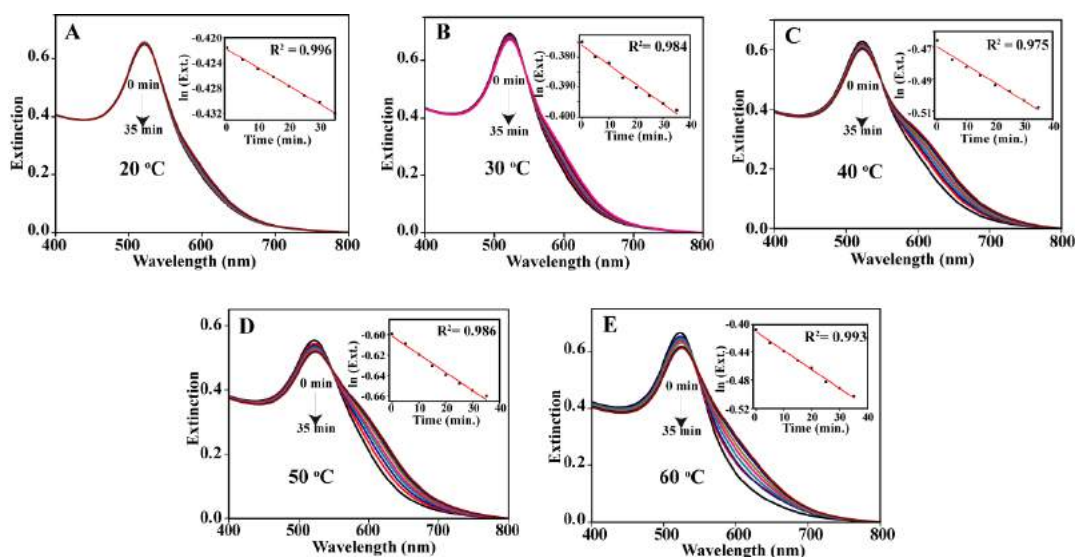 A
R² = 0.996
-0.420
-0.424
-0.428
-0.432
ln (Ext.)
0 10 20 30
Time (min.)
0 min
35 min
20 °C
0.6
0.4
0.2
0.0
Extinction
400 500 600 700 800
Wavelength (nm)
B
R²= 0.984
-0.380
-0.390
-0.400
ln (Ext.)
0 10 20 30 40
Time (min.)
0 min
35 min
30 °C
0.6
0.4
0.2
0.0
Extinction
400 500 600 700 800
Wavelength (nm)
C
R² = 0.975
-0.47
-0.49
-0.51
ln (Ext.)
0 10 20 30 40
Time (min.)
0 min
35 min
40 °C
0.6
0.4
0.2
0.0
Extinction
400 500 600 700 800
Wavelength (nm)
D
R²= 0.986
-0.60
-0.62
-0.64
-0.66
ln (Ext.)
0 10 20 30 40
Time (min.)
0 min
35 min
50 °C
0.6
0.4
0.2
0.0
Extinction
400 500 600 700 800
Wavelength (nm)
E
R²= 0.993
-0.40
-0.44
-0.48
-0.52
ln (Ext.)
0 10 20 30 40
Time (min.)
0 min
35 min
60 °C
0.6
0.4
0.2
0.0
Extinction
400 500 600 700 800
Wavelength (nm)